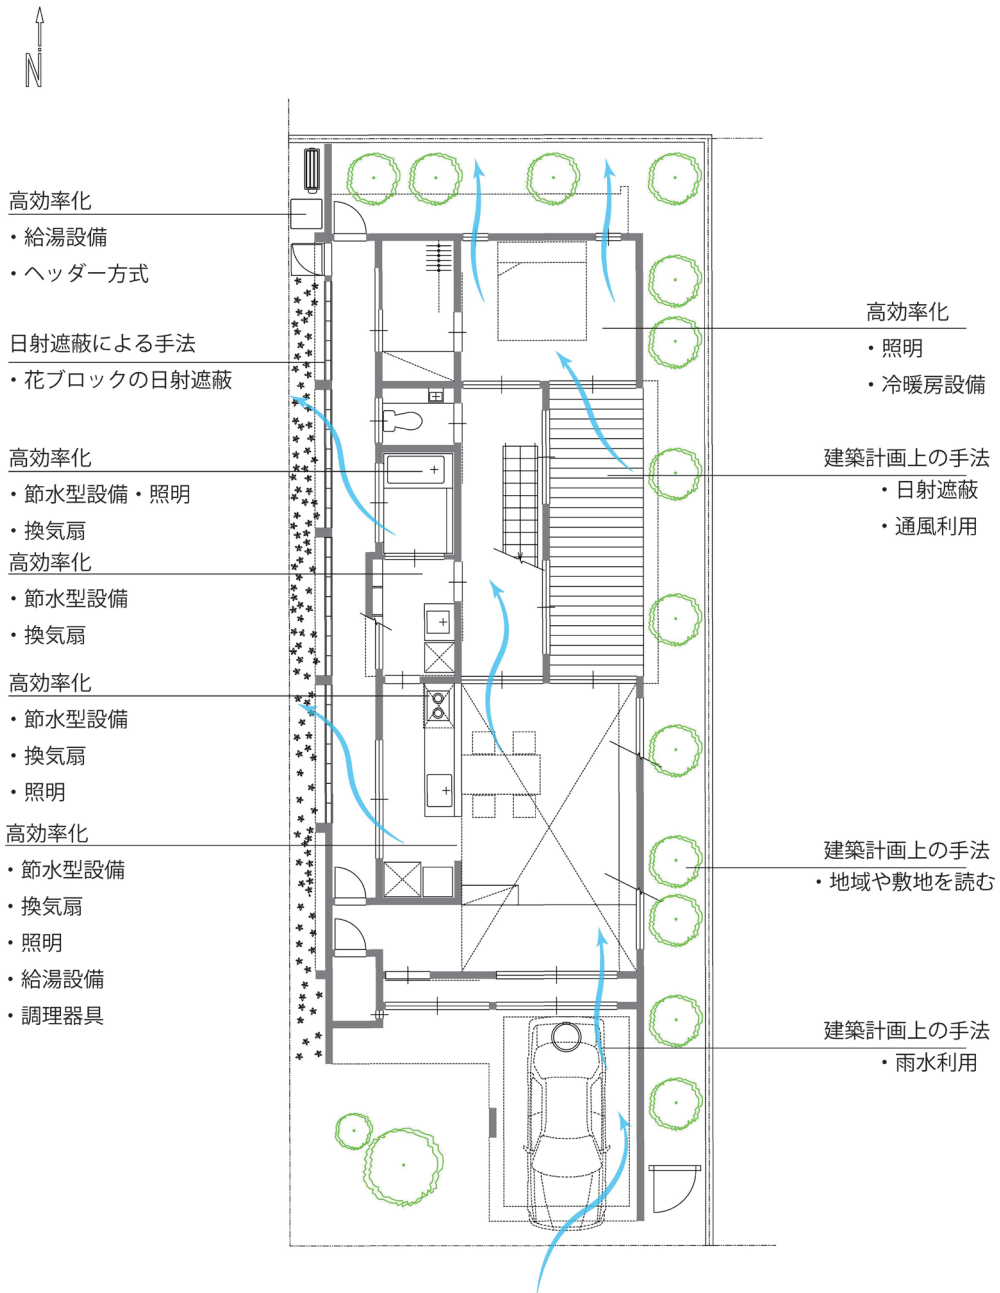 N
高効率化
・給湯設備
・ヘッダー方式
日射遮蔽による手法
・花ブロックの日射遮蔽
高効率化
・節水型設備・照明
・換気扇
高効率化
・節水型設備
・換気扇
高効率化
・節水型設備
・換気扇
・照明
高効率化
・節水型設備
・換気扇
・照明
・給湯設備
・調理器具
高効率化
・照明
・冷暖房設備
建築計画上の手法
・日射遮蔽
・通風利用
建築計画上の手法
・地域や敷地を読む
建築計画上の手法
・雨水利用